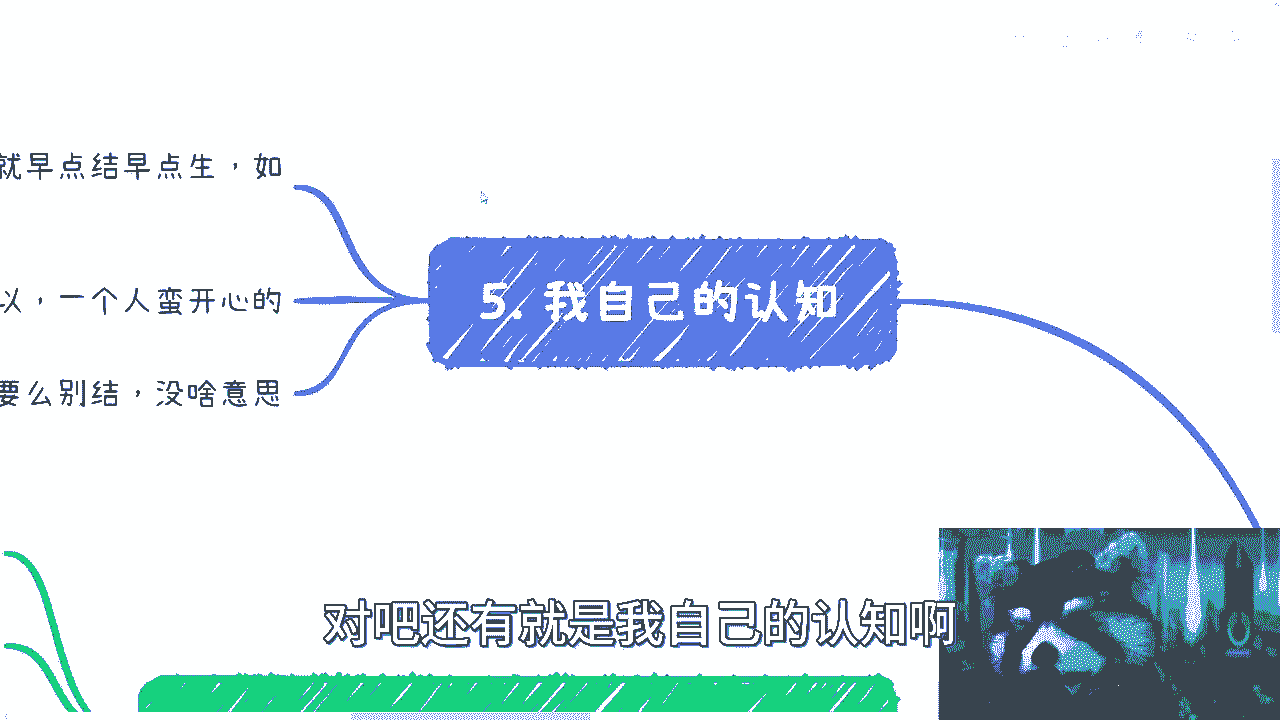 就早点结早点生，如
5. 我自己的认知
以，一个人蛮开心的
要么别结，没啥意思
对吧还有就是我自己的认知啊